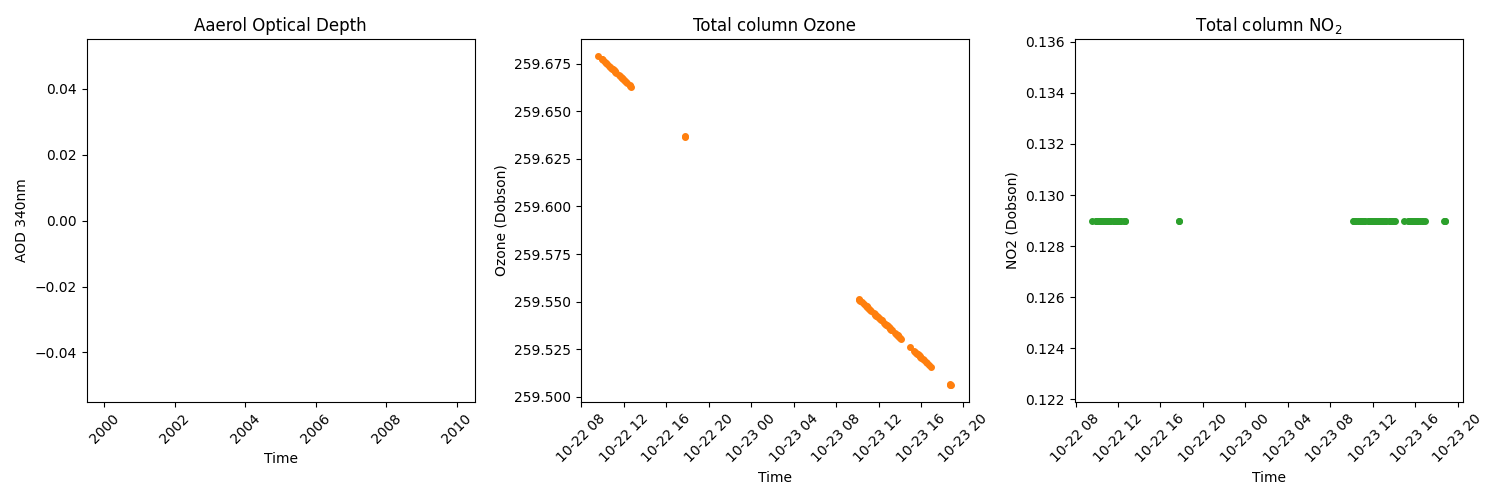 Aaerol Optical Depth
AOD 340nm
0.04
0.02
0.00
−0.02
−0.04
2000 2002 2004 2006 2008 2010
Time
Total column Ozone
Ozone (Dobson)
259.675
259.650
259.625
259.600
259.575
259.550
259.525
259.500
10-22 08 10-22 12 10-22 16 10-22 20 10-23 00 10-23 04 10-23 08 10-23 12 10-23 16 10-23 20
Time
Total column NO₂
NO2 (Dobson)
0.136
0.134
0.132
0.130
0.128
0.126
0.124
0.122
10-22 08 10-22 12 10-22 16 10-22 20 10-23 00 10-23 04 10-23 08 10-23 12 10-23 16 10-23 20
Time